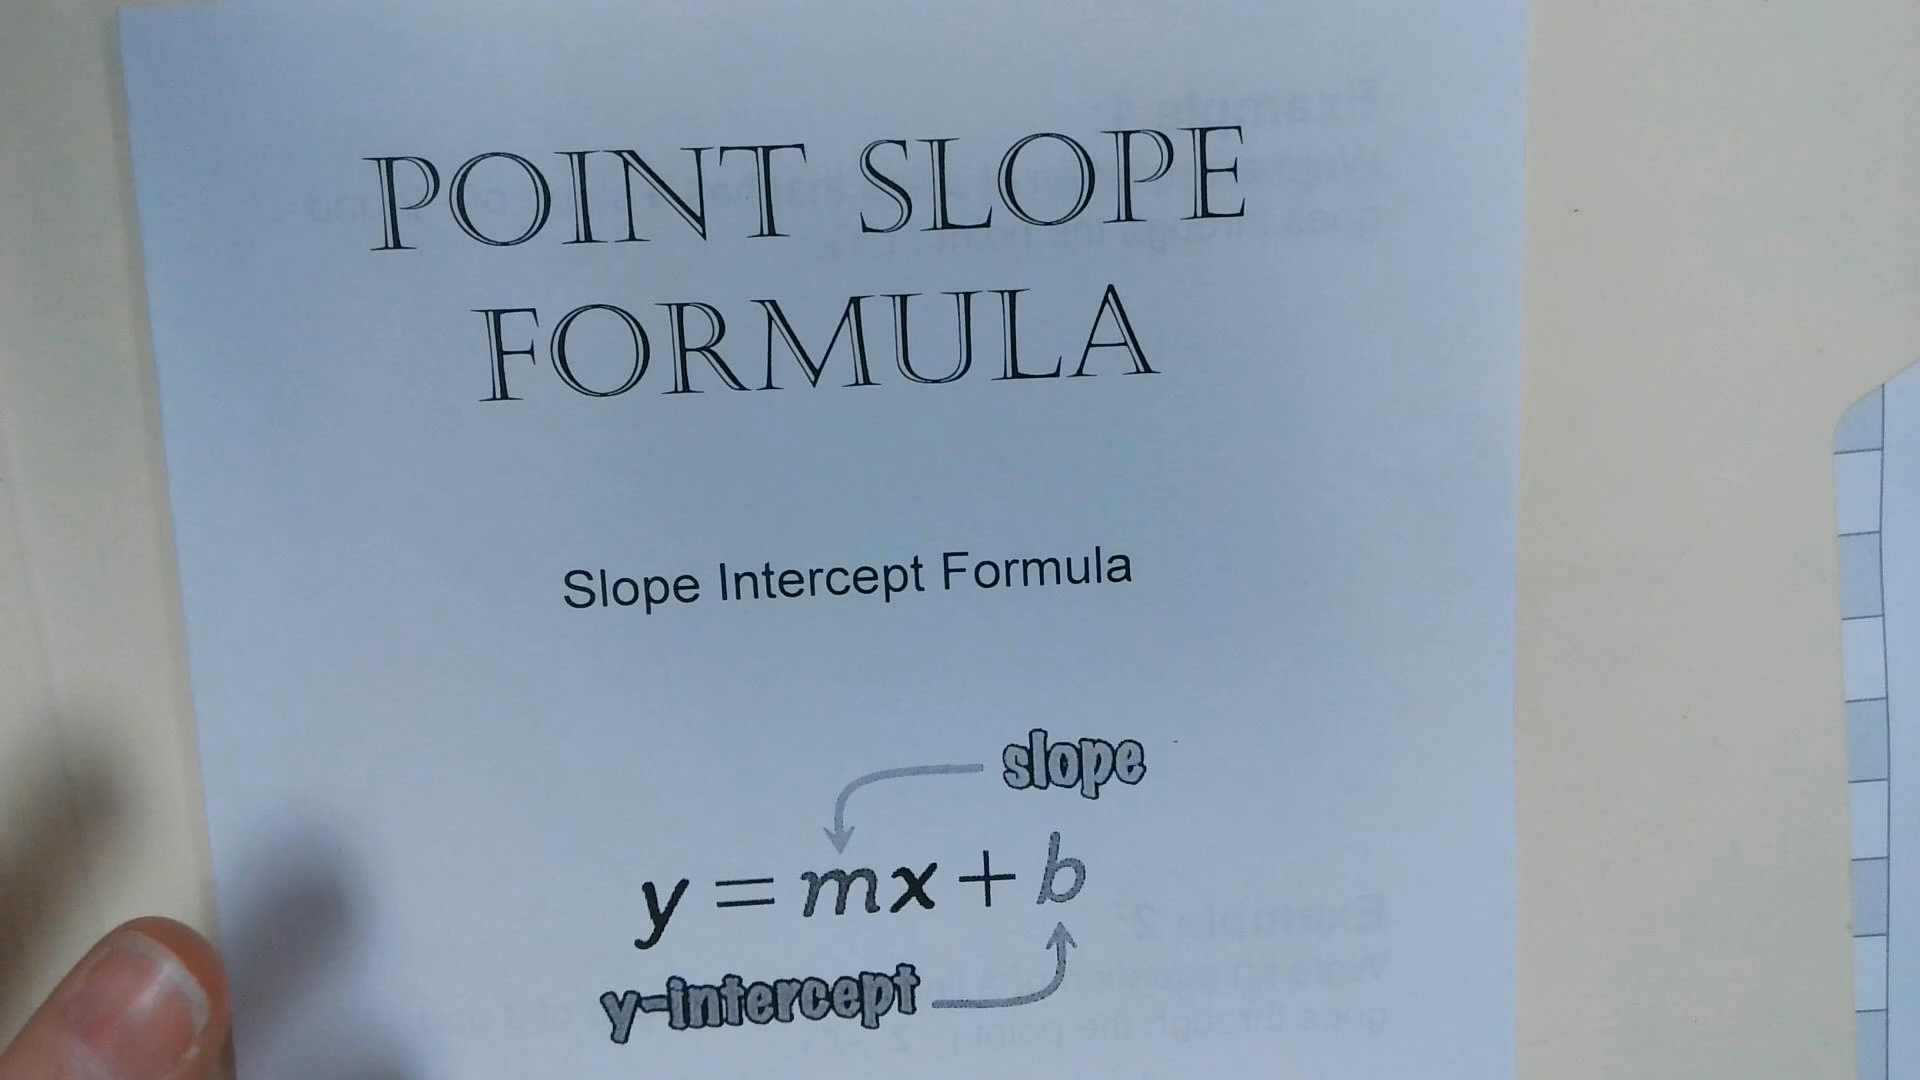 POINT SLOPE
FORMULA
Slope Intercept Formula
slope
y = mx + b
y-intercept